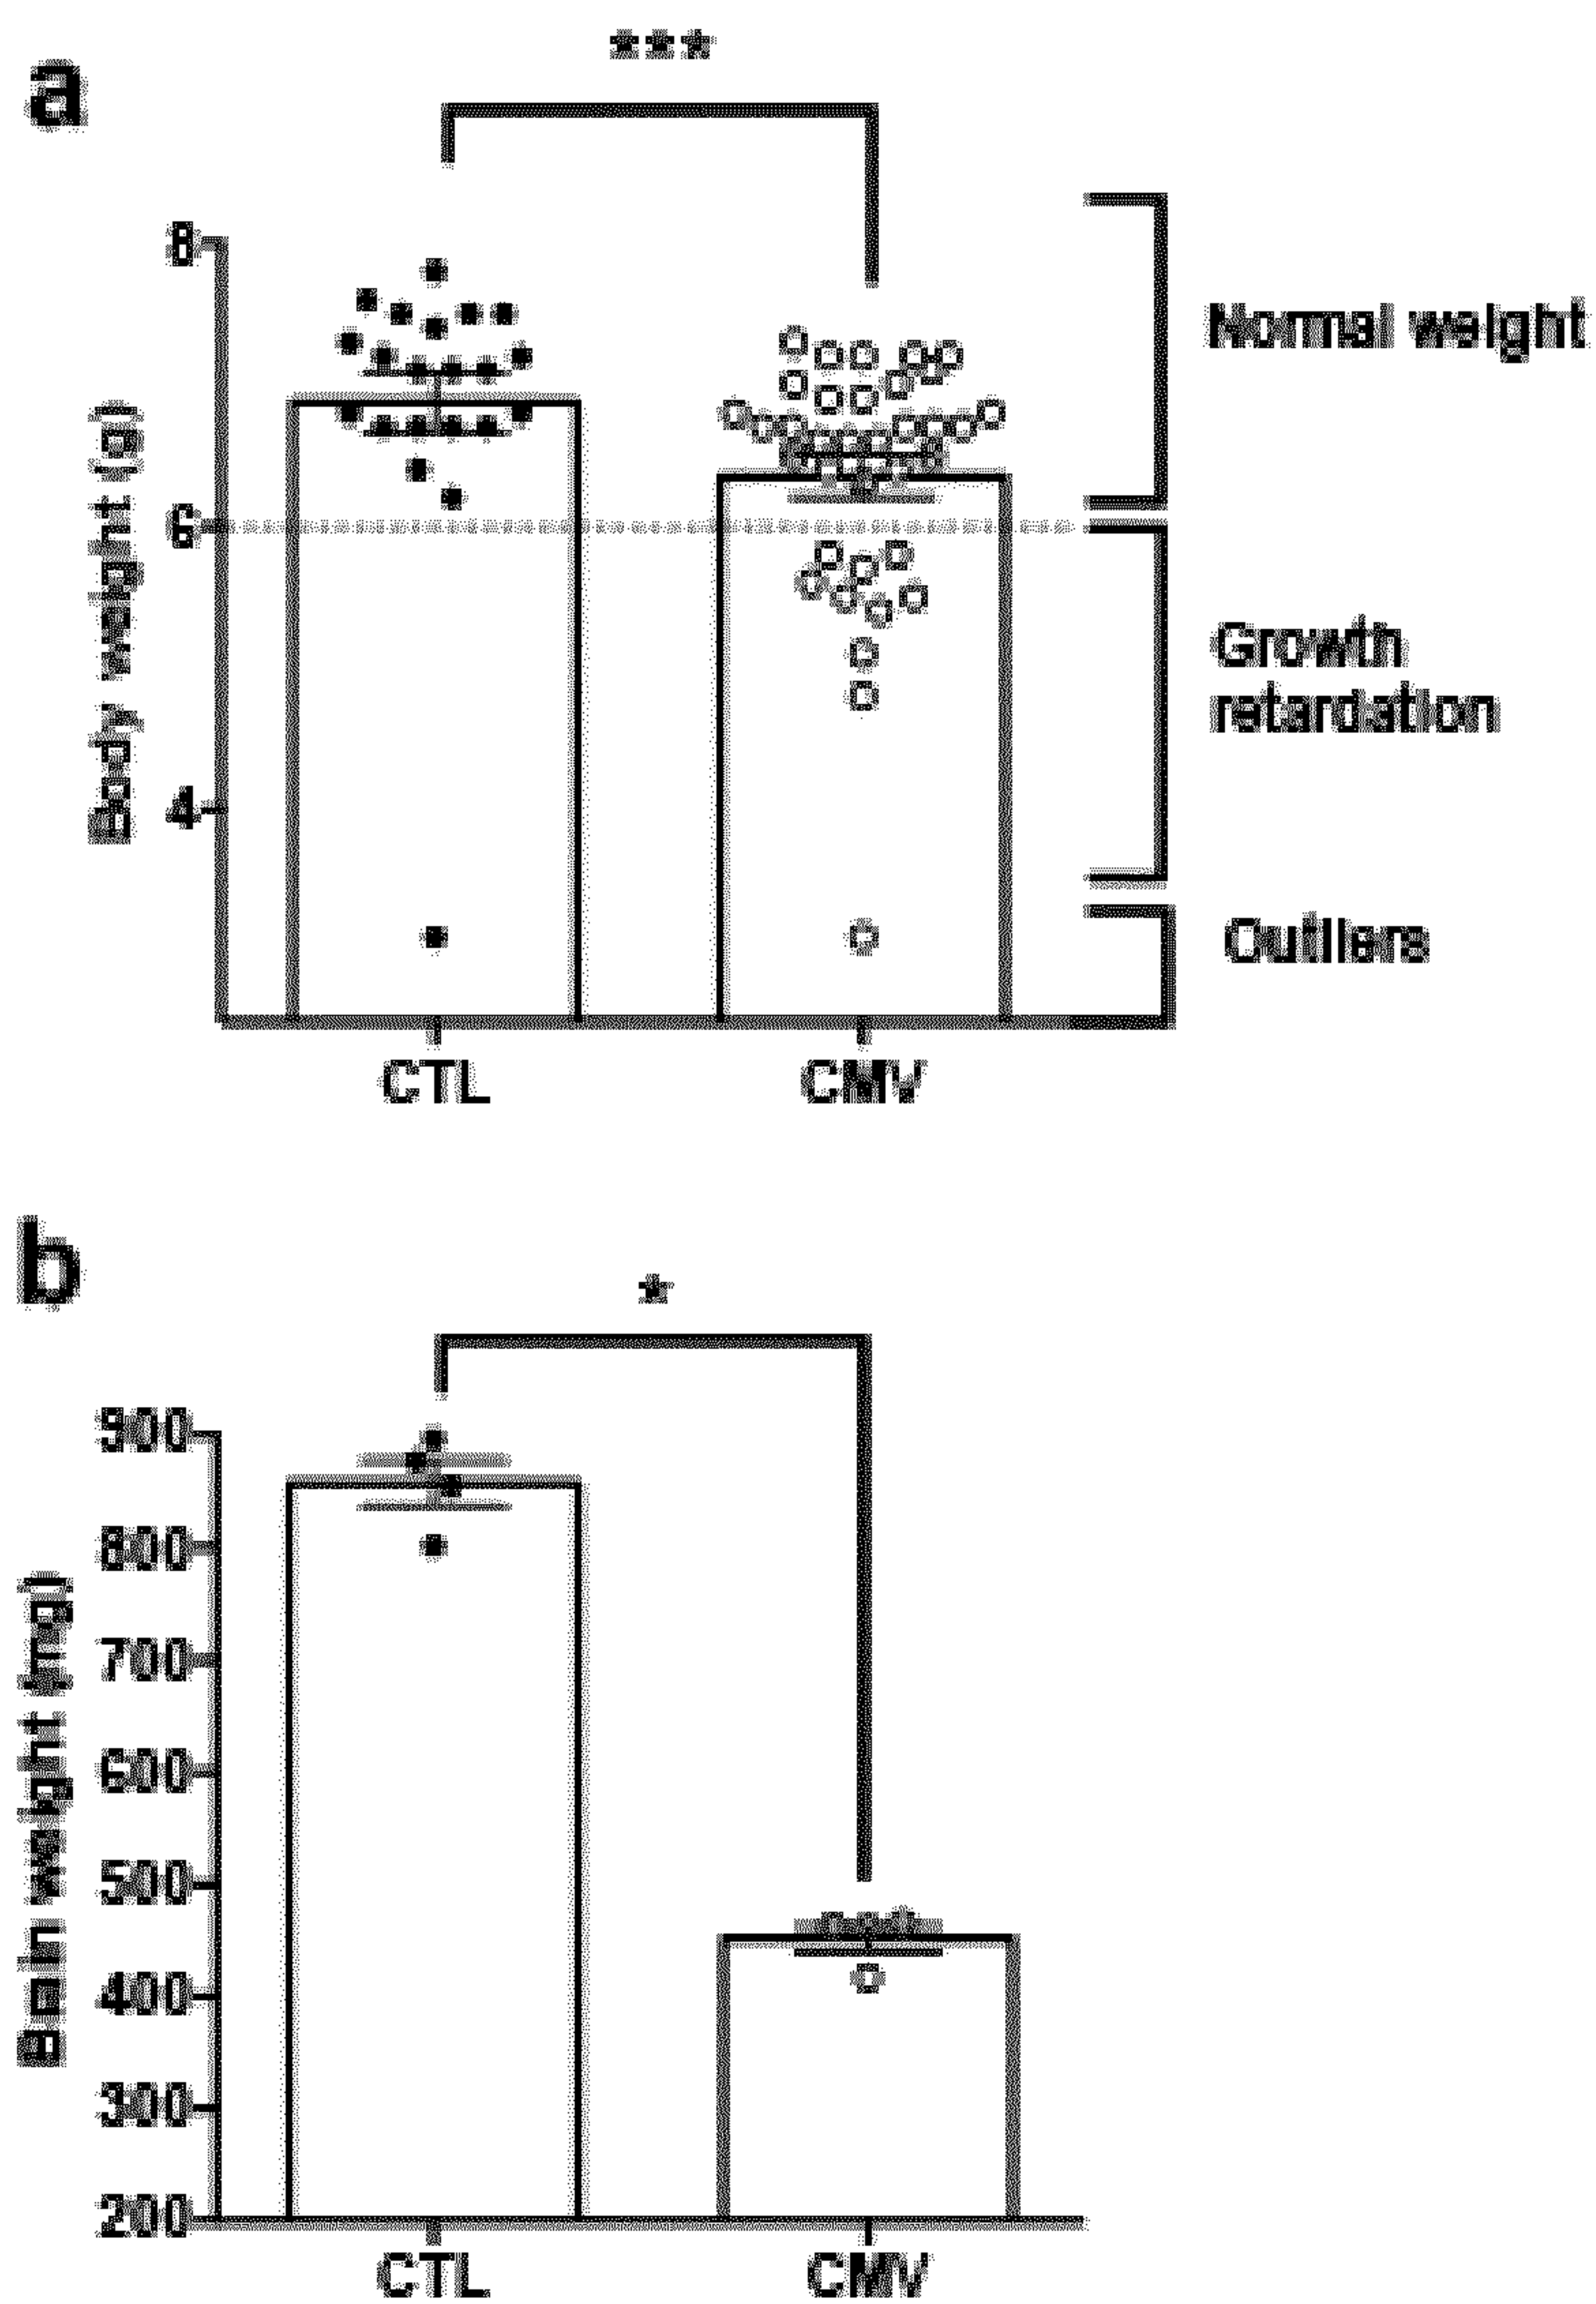 a
***
8
6
4
Body weight (g)
Normal weight
Growth
retardation
Outliers
CTL
CMV
b
*
900
800
700
600
500
400
300
200
Brain weight (mg)
CTL
CMV